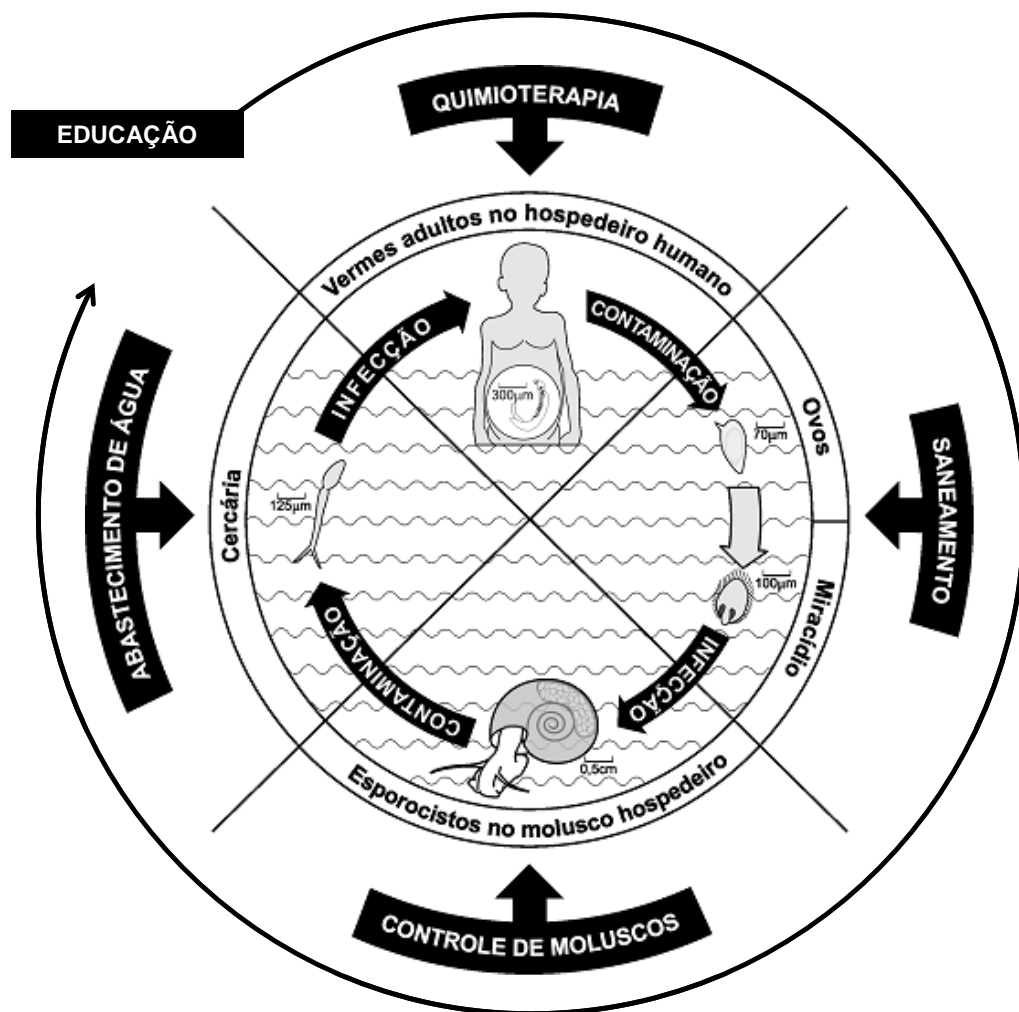 QUIMIOTERAPIA
EDUCAÇÃO
Vermes adultos no hospedeiro humano
INFECÇÃO
CONTAMINAÇÃO
300µm
70µm
Ovos
ABASTECIMENTO DE ÁGUA
Cercária
125µm
SANEAMENTO
100µm
Miracídio
INFECÇÃO
CONTAMINAÇÃO
0,5cm
Esporocistos no molusco hospedeiro
CONTROLE DE MOLUSCOS